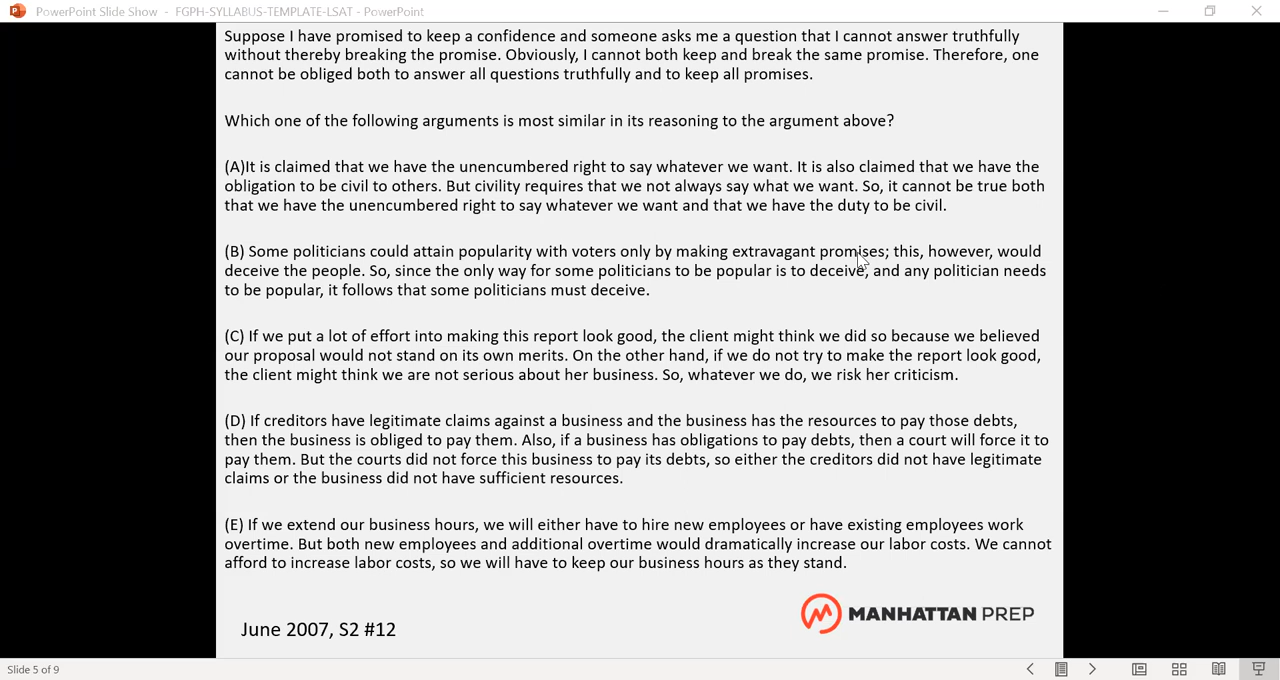 PowerPoint Slide Show - FGPH-SYLLABUS-TEMPLATE-LSAT - PowerPoint
Suppose I have promised to keep a confidence and someone asks me a question that I cannot answer truthfully
without thereby breaking the promise. Obviously, I cannot both keep and break the same promise. Therefore, one
cannot be obliged both to answer all questions truthfully and to keep all promises.
Which one of the following arguments is most similar in its reasoning to the argument above?
(A)It is claimed that we have the unencumbered right to say whatever we want. It is also claimed that we have the
obligation to be civil to others. But civility requires that we not always say what we want. So, it cannot be true both
that we have the unencumbered right to say whatever we want and that we have the duty to be civil.
(B) Some politicians could attain popularity with voters only by making extravagant promises; this, however, would
deceive the people. So, since the only way for some politicians to be popular is to deceive, and any politician needs
to be popular, it follows that some politicians must deceive.
(C) If we put a lot of effort into making this report look good, the client might think we did so because we believed
our proposal would not stand on its own merits. On the other hand, if we do not try to make the report look good,
the client might think we are not serious about her business. So, whatever we do, we risk her criticism.
(D) If creditors have legitimate claims against a business and the business has the resources to pay those debts,
then the business is obliged to pay them. Also, if a business has obligations to pay debts, then a court will force it to
pay them. But the courts did not force this business to pay its debts, so either the creditors did not have legitimate
claims or the business did not have sufficient resources.
(E) If we extend our business hours, we will either have to hire new employees or have existing employees work
overtime. But both new employees and additional overtime would dramatically increase our labor costs. We cannot
afford to increase labor costs, so we will have to keep our business hours as they stand.
MANHATTAN PREP
June 2007, S2 #12
Slide 5 of 9